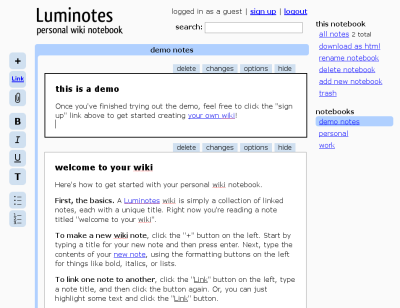 Luminotes
personal wiki notebook
logged in as a guest | sign up | logout
search:
demo notes
+
Link
B
I
U
T
delete changes options hide
this is a demo
Once you've finished trying out the demo, feel free to click the "sign
up" link above to get started creating your own wiki!
delete changes options hide
welcome to your wiki
Here's how to get started with your personal wiki notebook.
First, the basics. A Luminotes wiki is simply a collection of linked
notes, each with a unique title. Right now you're reading a note
titled "welcome to your wiki".
To make a new wiki note, click the "+" button on the left. Start by
typing a title for your new note and then press enter. Next, type the
contents of your new note, using the formatting buttons on the left
for things like bold, italics, or lists.
To link one note to another, click the "Link" button on the left, type
a note title, and then click the button again. Or, you can just
highlight some text and click the "Link" button.
this notebook
all notes 2 total
download as html
rename notebook
delete notebook
add new notebook
trash
notebooks
demo notes
personal
work